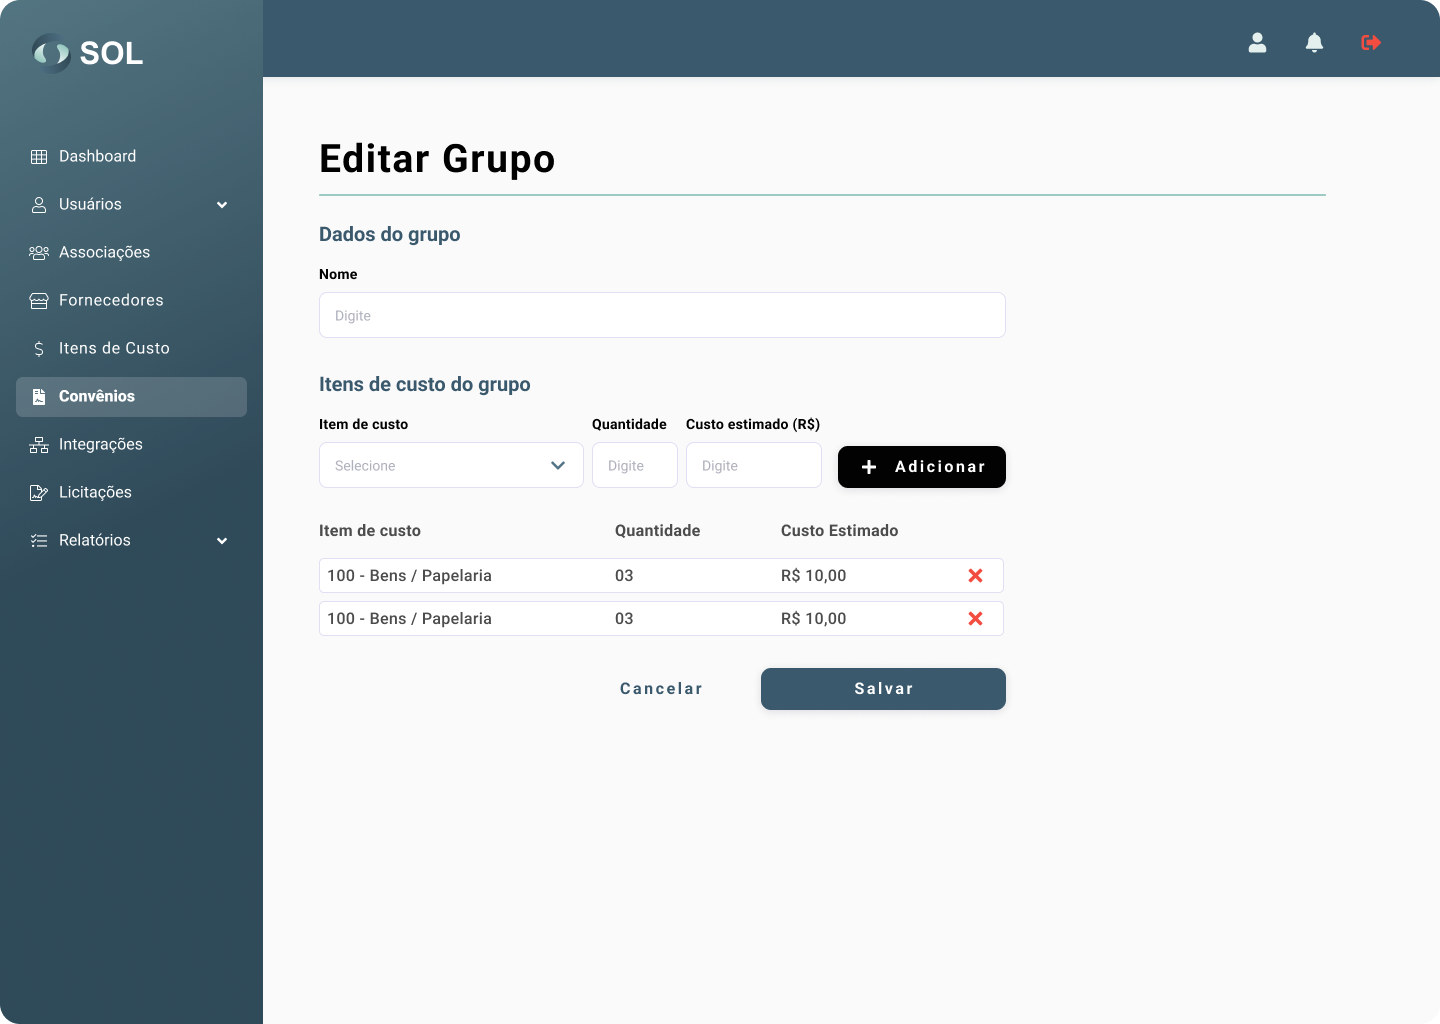 SOL
Dashboard
Usuários
Associações
Fornecedores
Itens de Custo
Convênios
Integrações
Licitações
Relatórios
Editar Grupo
Dados do grupo
Nome
Digite
Itens de custo do grupo
Item de custo Quantidade Custo estimado (R$)
Selecione Digite Digite Adicionar
Item de custo Quantidade Custo Estimado
100 - Bens / Papelaria 03 R$ 10,00
100 - Bens / Papelaria 03 R$ 10,00
Cancelar Salvar